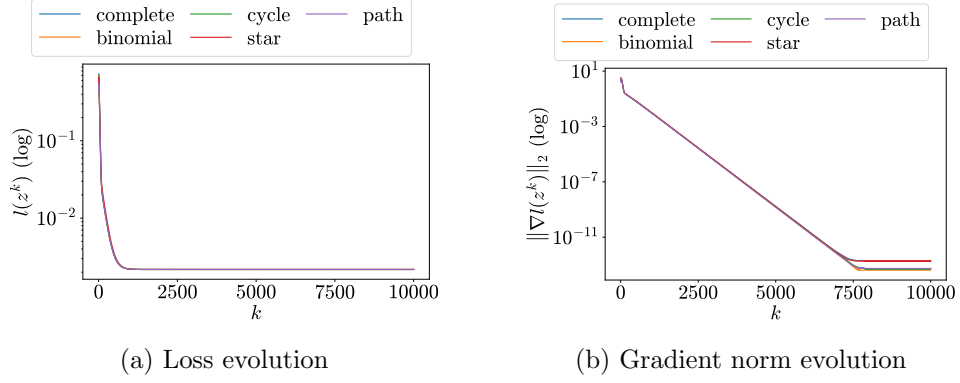 complete cycle path
binomial star
l(z^k) (log)
10^{-1}
10^{-2}
0 2500 5000 7500 10000
k
(a) Loss evolution
complete cycle path
binomial star
‖∇l(z^k)‖_2 (log)
10^1
10^{-3}
10^{-7}
10^{-11}
0 2500 5000 7500 10000
k
(b) Gradient norm evolution